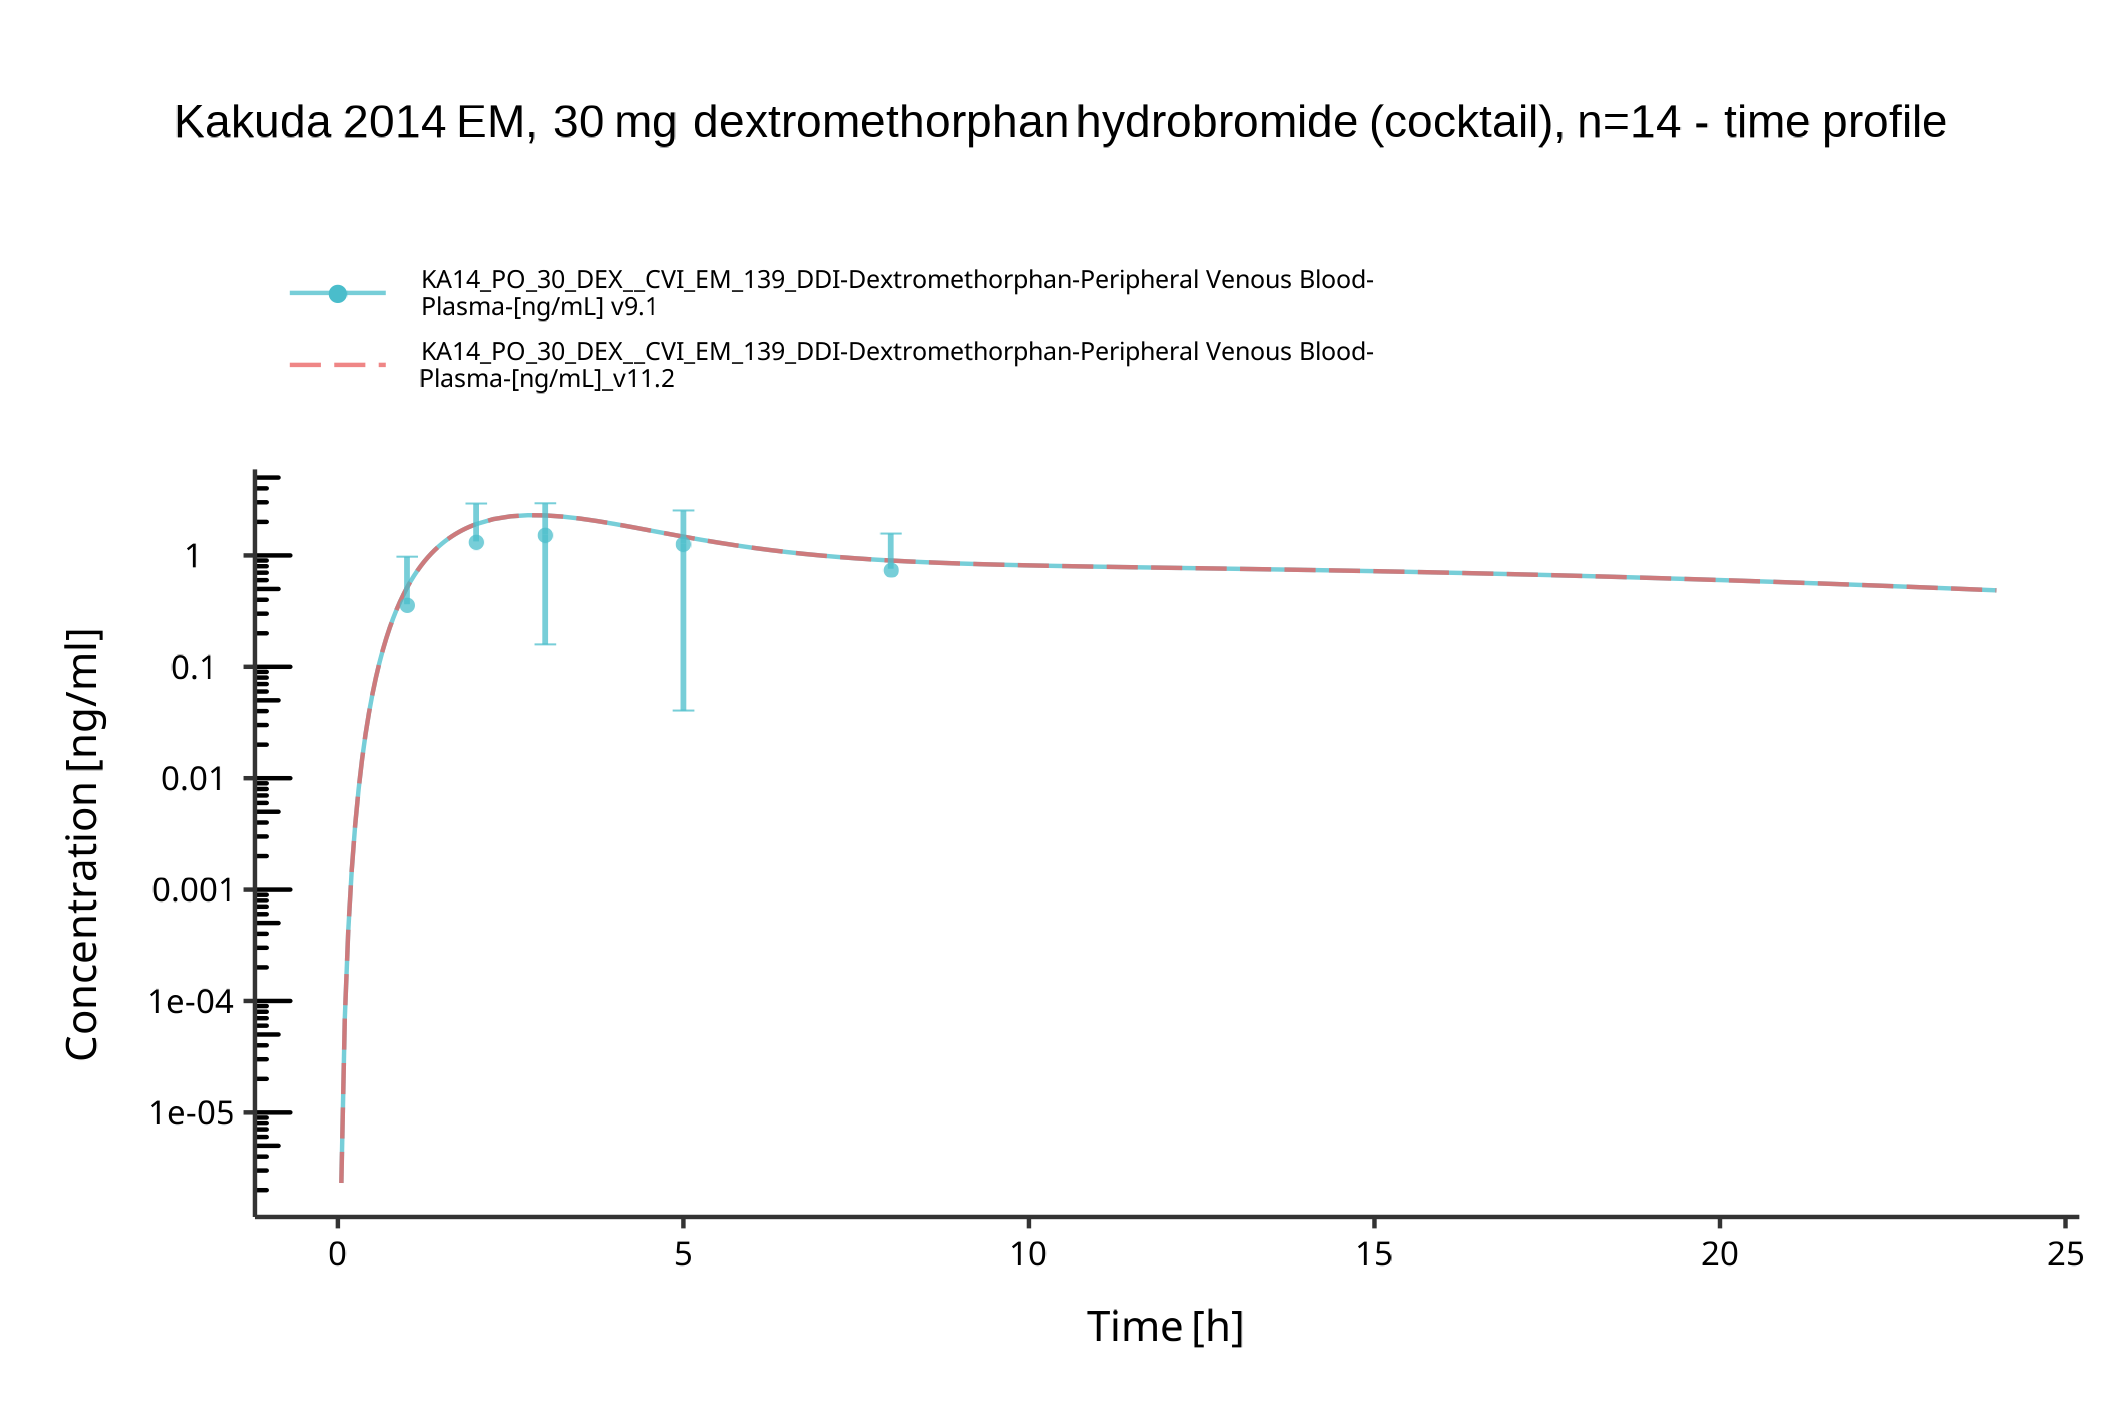 Kakuda 2014 EM, 30 mg dextromethorphan hydrobromide (cocktail), n=14 - time profile
KA14_PO_30_DEX__CVI_EM_139_DDI-Dextromethorphan-Peripheral Venous Blood-
Plasma-[ng/mL] v9.1
KA14_PO_30_DEX__CVI_EM_139_DDI-Dextromethorphan-Peripheral Venous Blood-
Plasma-[ng/mL]_v11.2
Concentration [ng/ml]
1
0.1
0.01
0.001
1e-04
1e-05
0 5 10 15 20 25
Time [h]